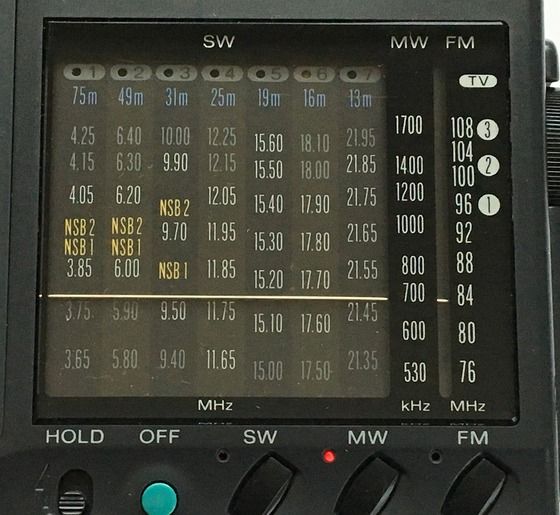 SW MW FM
1 2 3 4 5 6 7 TV
75m 49m 31m 25m 19m 16m 13m
4.25 6.40 10.00 12.25 15.60 18.10 21.95 1700 108 3
4.15 6.30 9.90 12.15 15.50 18.00 21.85 1400 104 2
100
4.05 6.20 12.05 15.40 17.90 21.75 1200 96 1
NSB 2
NSB 2 NSB 2 9.70 11.95 15.30 17.80 21.65 1000 92
NSB 1 NSB 1
3.85 6.00 NSB 1 11.85 15.20 17.70 21.55 800 88
700 84
3.75 5.90 9.50 11.75 15.10 17.60 21.45 600 80
3.65 5.80 9.40 11.65 15.00 17.50 21.35 530 76
MHz kHz MHz
HOLD OFF SW MW FM